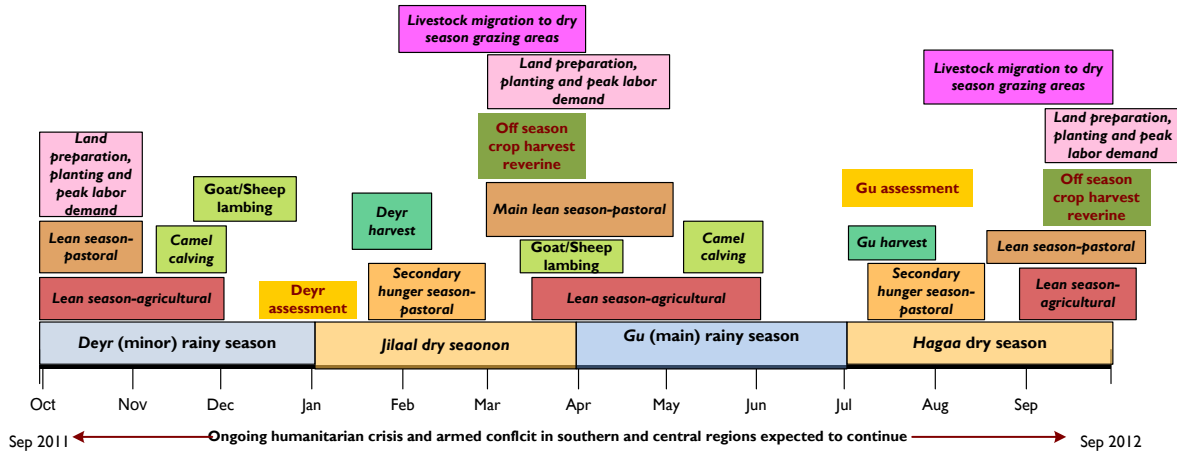 Livestock migration to dry
season grazing areas
Livestock migration to dry
season grazing areas
Land preparation,
planting and peak labor
demand
Land preparation,
planting and peak
labor demand
Land
preparation,
planting and
peak labor
demand
Off season
crop harvest
reverine
Off season
crop harvest
reverine
Goat/Sheep
lambing
Gu assessment
Deyr
harvest
Main lean season-pastoral
Lean season-
pastoral
Camel
calving
Goat/Sheep
lambing
Camel
calving
Gu harvest
Lean season-pastoral
Lean season-agricultural
Deyr
assessment
Secondary
hunger season-
pastoral
Lean season-agricultural
Secondary
hunger season-
pastoral
Lean season-
agricultural
Deyr (minor) rainy season
Jilaal dry seaonon
Gu (main) rainy season
Hagaa dry season
Oct Nov Dec Jan Feb Mar Apr May Jun Jul Aug Sep
Sep 2011 Ongoing humanitarian crisis and armed conflcit in southern and central regions expected to continue Sep 2012